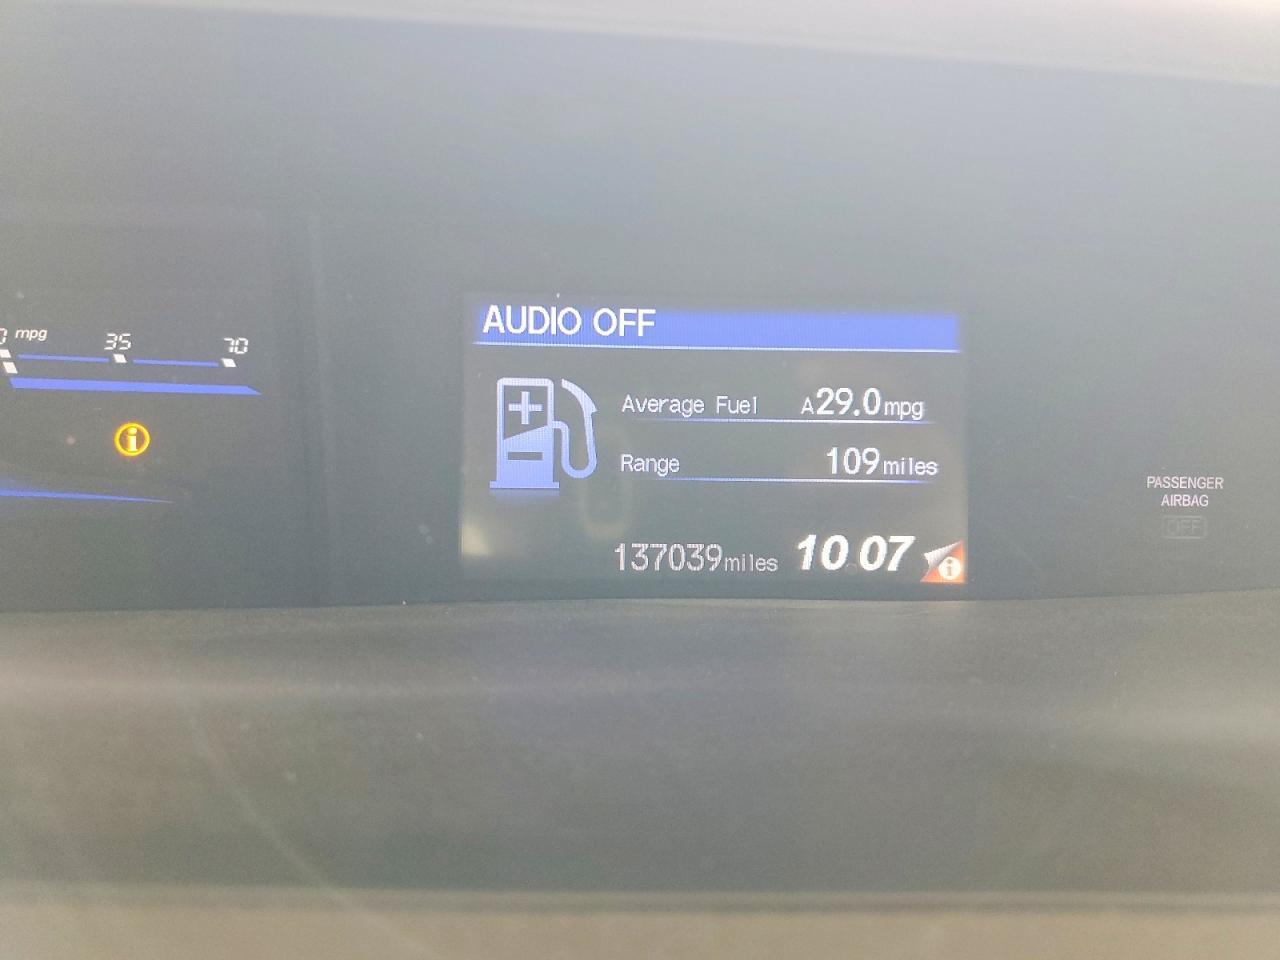 AUDIO OFF
mpg 35 70
Average Fuel A29.0mpg
Range 109miles
PASSENGER
AIRBAG
OFF
137039miles 10:07